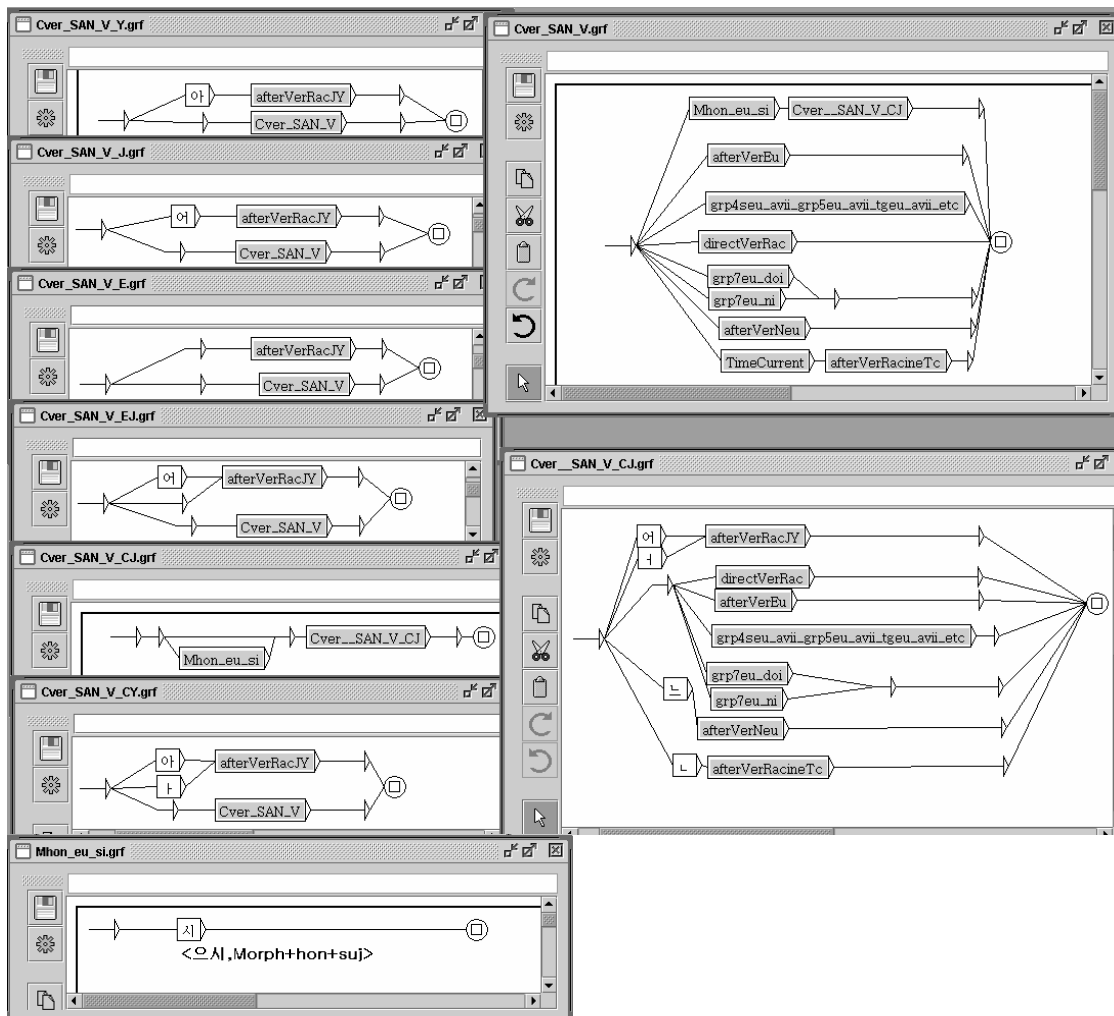 Cver_SAN_V_Y.grf
아
afterVerRacJY
Cver_SAN_V
Cver_SAN_V_J.grf
어
afterVerRacJY
Cver_SAN_V
Cver_SAN_V_E.grf
afterVerRacJY
Cver_SAN_V
Cver_SAN_V_EJ.grf
어
afterVerRacJY
Cver_SAN_V
Cver_SAN_V_CJ.grf
Cver__SAN_V_CJ
Mhon_eu_si
Cver_SAN_V_CY.grf
아
afterVerRacJY
ㅏ
Cver_SAN_V
Mhon_eu_si.grf
시
<으시,Morph+hon+suj>
Cver_SAN_V.grf
Mhon_eu_si Cver__SAN_V_CJ
afterVerEu
grp4seu_avii_grp5eu_avii_tgeu_avii_etc
directVerRac
grp7eu_doi
grp7eu_ni
afterVerNeu
TimeCurrent afterVerRacineTc
Cver__SAN_V_CJ.grf
어 afterVerRacJY
ㅓ
directVerRac
afterVerEu
grp4seu_avii_grp5eu_avii_tgeu_avii_etc
grp7eu_doi
느
grp7eu_ni
afterVerNeu
ㄴ afterVerRacineTc